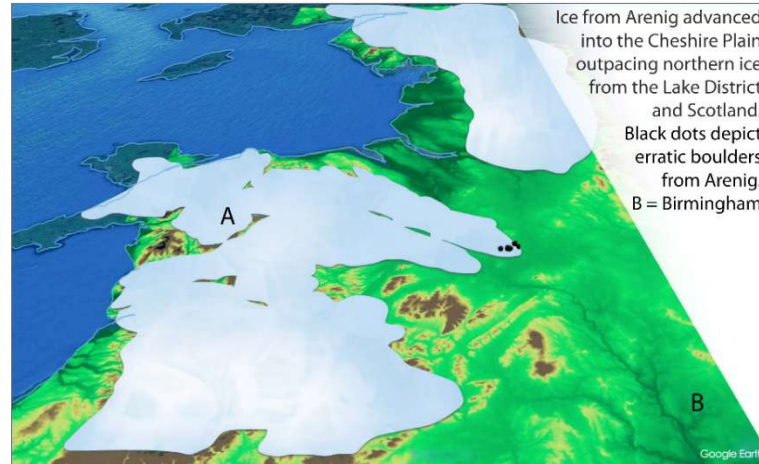 Ice from Arenig advanced
into the Cheshire Plain
outpacing northern ice
from the Lake District
and Scotland.
Black dots depict
erratic boulders
from Arenig.
B = Birmingham
A
B
Google Earth